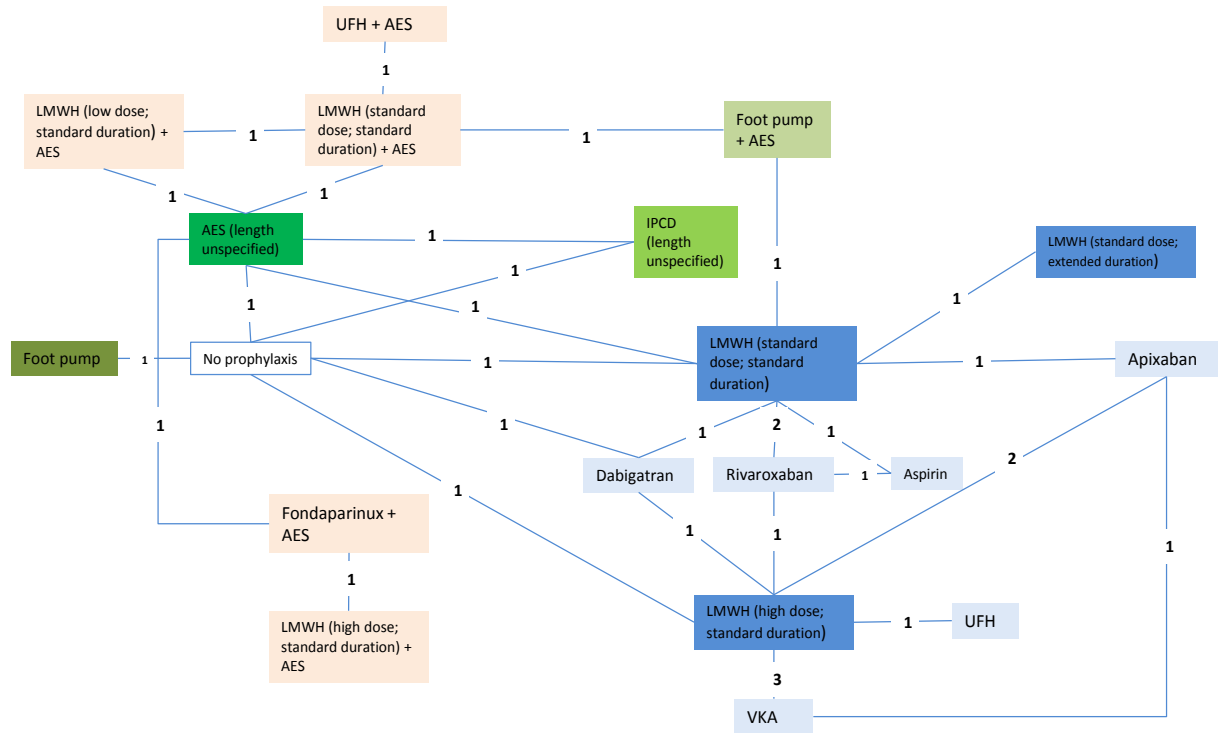 UFH + AES
1
LMWH (low dose;
standard duration) +
AES
1
LMWH (standard
dose; standard
duration) + AES
1
Foot pump
+ AES
1
1
AES (length
unspecified)
1
IPCD
(length
unspecified)
1
1
1
LMWH (standard dose;
extended duration)
1
1
Foot pump
1
No prophylaxis
1
LMWH (standard
dose; standard
duration)
1
Apixaban
1
1
1
2
1
2
Dabigatran
Rivaroxaban
1
Aspirin
1
Fondaparinux +
AES
1
1
1
1
LMWH (high dose;
standard duration) +
AES
LMWH (high dose;
standard duration)
1
UFH
3
VKA